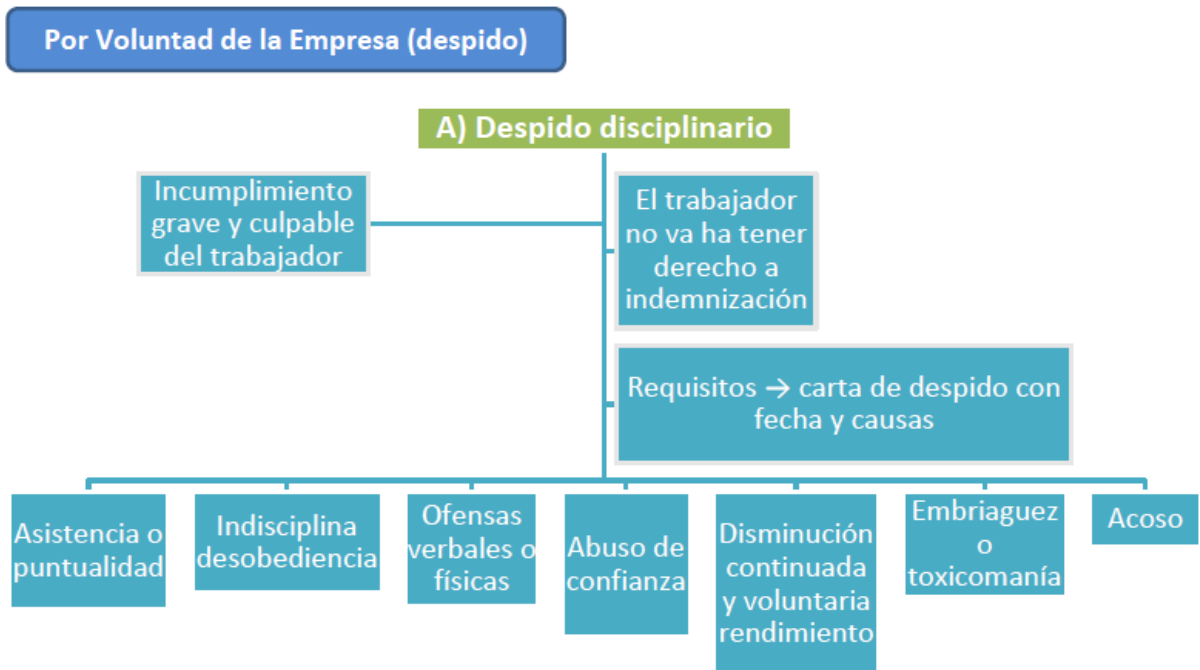 Por Voluntad de la Empresa (despido)
A) Despido disciplinario
Incumplimiento
grave y culpable
del trabajador
El trabajador
no va ha tener
derecho a
indemnización
Requisitos → carta de despido con
fecha y causas
Asistencia o
puntualidad
Indisciplina
desobediencia
Ofensas
verbales o
físicas
Abuso de
confianza
Disminución
continuada
y voluntaria
rendimiento
Embriaguez
o
toxicomanía
Acoso